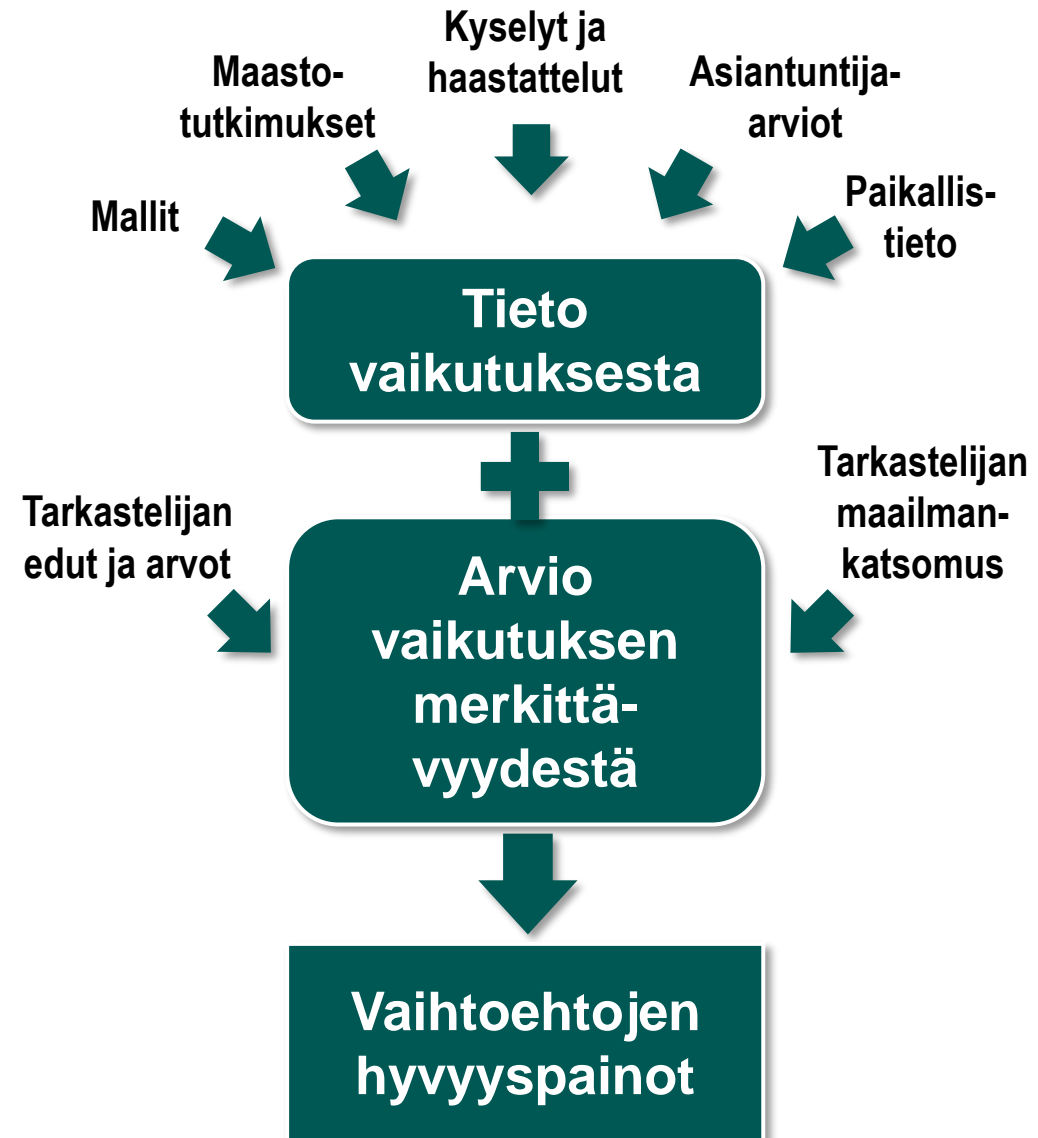 Kyselyt ja
haastattelut
Maasto-
tutkimukset
Asiantuntija-
arviot
Mallit
Paikallis-
tieto
Tieto
vaikutuksesta
Tarkastelijan
edut ja arvot
Tarkastelijan
maailman-
katsomus
Arvio
vaikutuksen
merkittä-
vyydestä
Vaihtoehtojen
hyvyyspainot